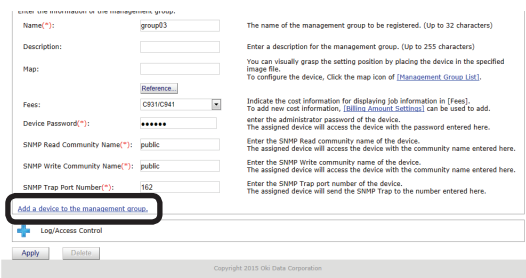 Enter the information of the management group.
Name(*): group03 The name of the management group to be registered. (Up to 32 characters)
Description: Enter a description for the management group. (Up to 255 characters)
Map: You can visually grasp the setting position by placing the device in the specified
image file.
To configure the device, Click the map icon of [Management Group List].
Reference...
Fees: C931/C941 Indicate the cost information for displaying job information in [Fees].
To add new cost information, [Billing Amount Settings] can be used to add.
Device Password(*): ●●●●●● enter the administrator password of the device.
The assigned device will access the device with the password entered here.
SNMP Read Community Name(*): public Enter the SNMP Read community name of the device.
The assigned device will access the device with the community name entered here.
SNMP Write Community Name(*): public Enter the SNMP Write community name of the device.
The assigned device will access the device with the community name entered here.
SNMP Trap Port Number(*): 162 Enter the SNMP Trap port number of the device.
The assigned device will send the SNMP Trap to the number entered here.
Add a device to the management group.
Log/Access Control
Apply Delete
Copyright 2015 Oki Data Corporation